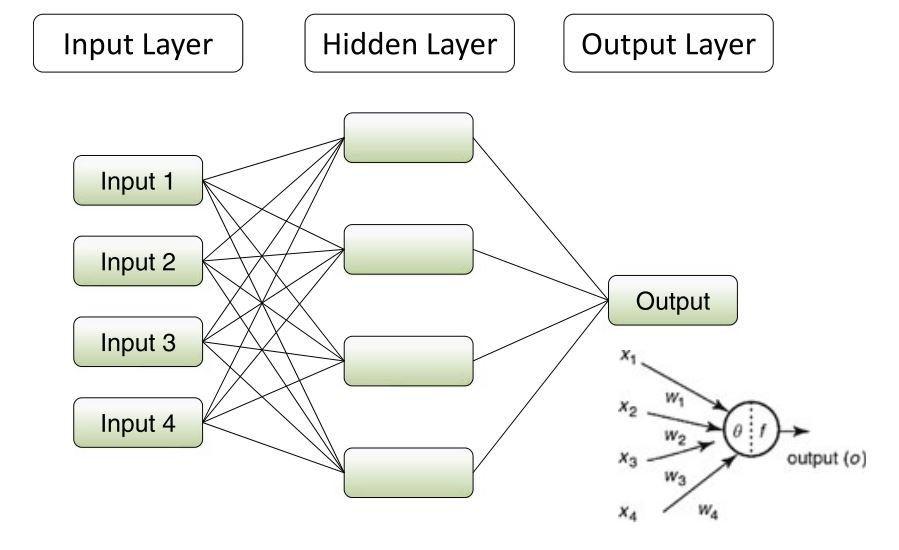 Input Layer
Hidden Layer
Output Layer
Input 1
Input 2
Input 3
Input 4
Output
x₁
w₁
x₂
w₂
x₃
w₃
x₄
w₄
θ
f
output (o)